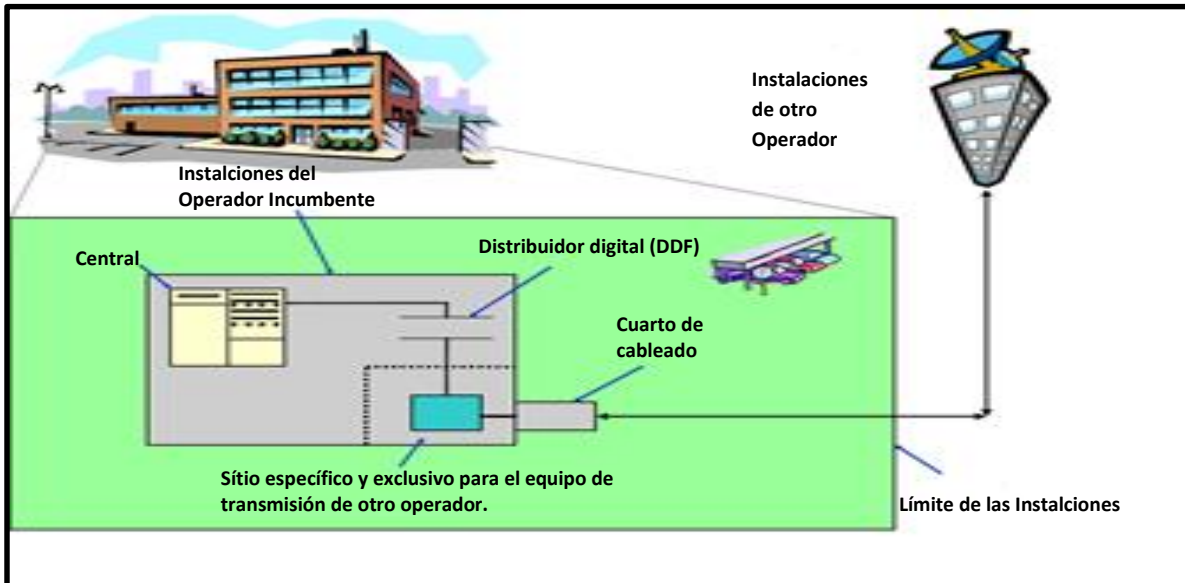 Instalaciones
de otro
Operador
Instalciones del
Operador Incumbente
Distribuidor digital (DDF)
Central
Cuarto de
cableado
Sítio específico y exclusivo para el equipo de
transmisión de otro operador.
Límite de las Instalciones